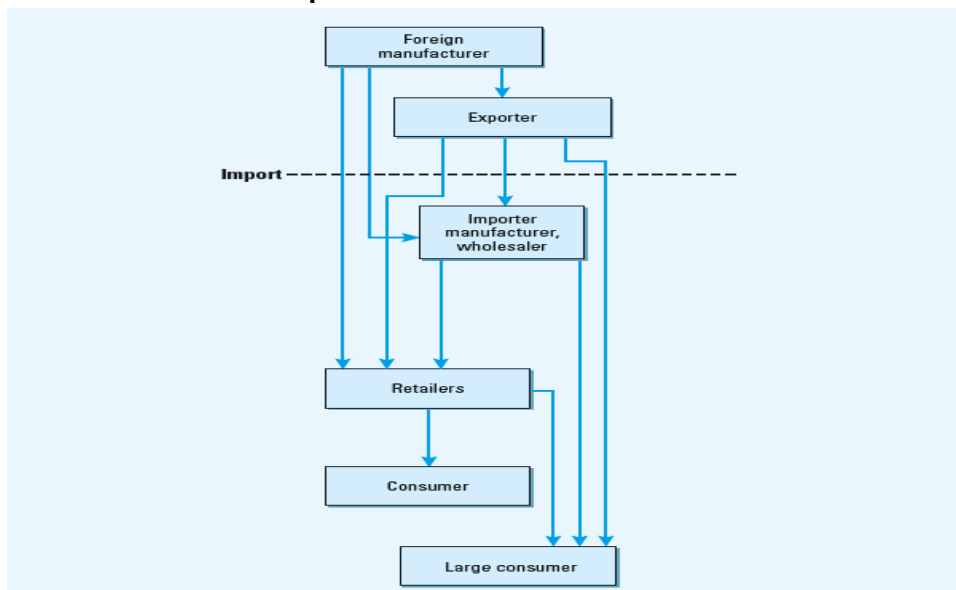 Foreign
manufacturer
Exporter
Import
Importer
manufacturer,
wholesaler
Retailers
Consumer
Large consumer